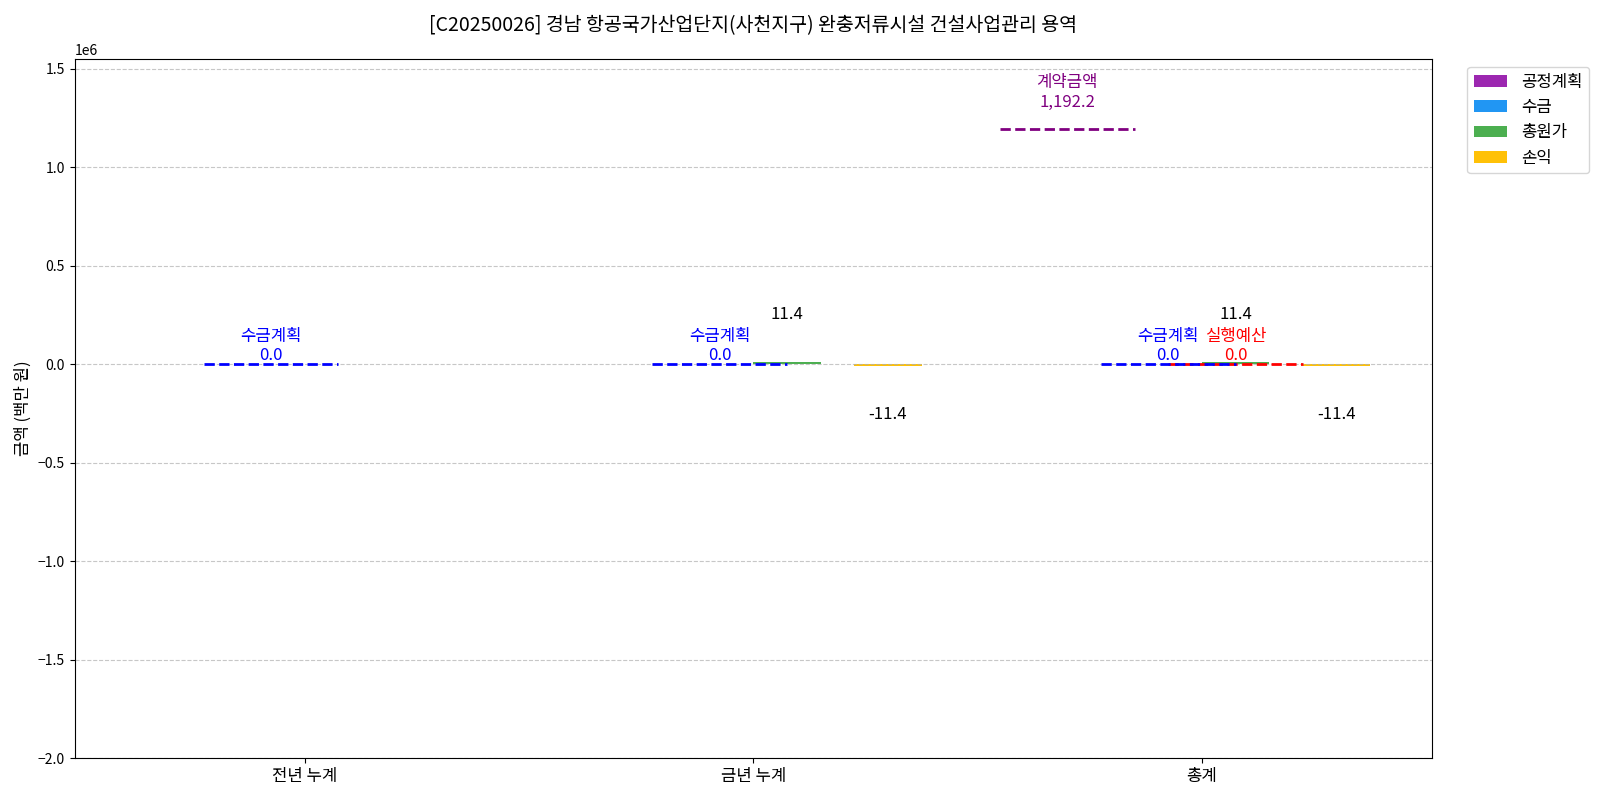 [C20250026] 경남 항공국가산업단지(사천지구) 완충저류시설 건설사업관리 용역
1e6
1.5
1.0
0.5
0.0
−0.5
−1.0
−1.5
−2.0
금액 (백만 원)
계약금액
1,192.2
수금계획
0.0
수금계획
0.0
11.4
-11.4
수금계획
0.0
실행예산
0.0
11.4
-11.4
전년 누계
금년 누계
총계
공정계획
수금
총원가
손익